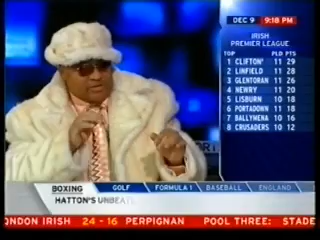 DEC 9 9:18 PM
IRISH
PREMIER LEAGUE
TOP PLD PTS
1 CLIFTON' 11 29
2 LINFIELD 11 28
3 GLENTORAN 11 26
4 NEWRY 11 20
5 LISBURN 10 18
6 PORTADOWN 11 18
7 BALLYMENA 10 16
8 CRUSADERS 10 12
BOXING GOLF FORMULA 1 BASEBALL ENGLAND
HATTON'S UNBEAT
ONDON IRISH 24 - 16 PERPIGNAN POOL THREE: STADE